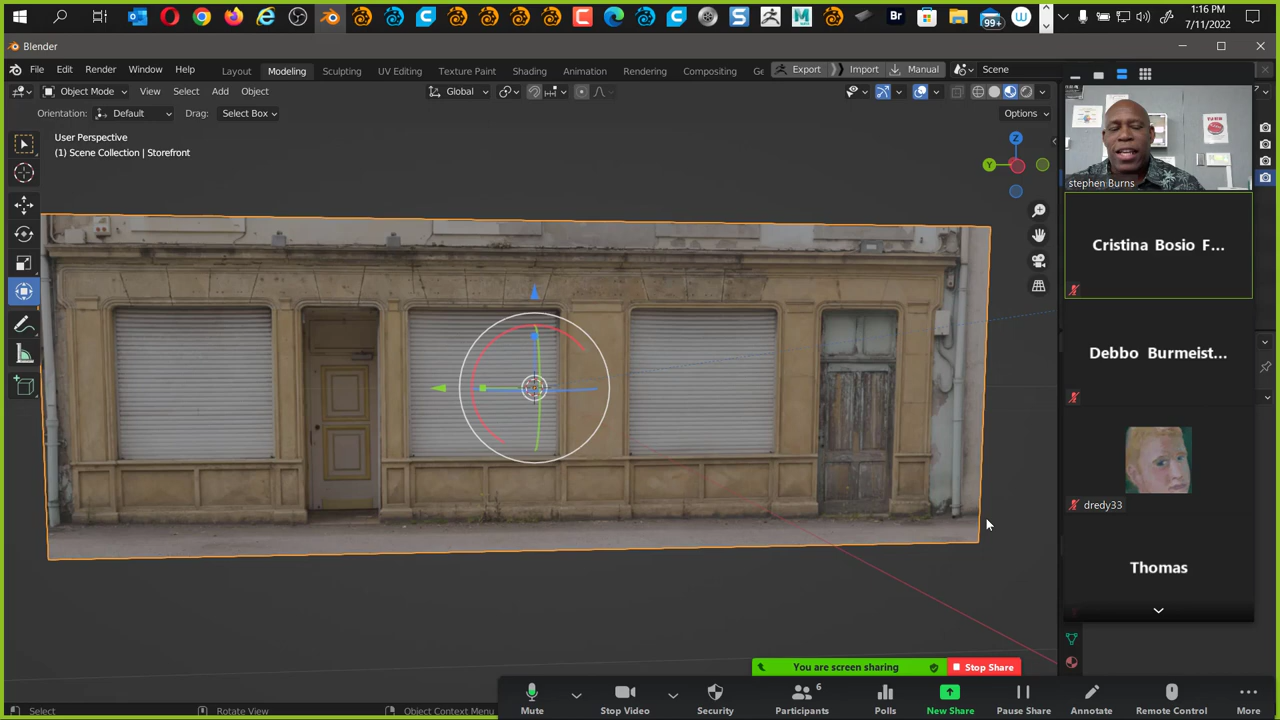 1:16 PM
99+
7/11/2022
Br
Blender
File Edit Render Window Help
Layout Modeling Sculpting UV Editing Texture Paint Shading Animation Rendering Compositing Ge
Export Import Manual
Scene
Object Mode View Select Add Object
Global
Orientation: Default Drag: Select Box
Options
User Perspective
(1) Scene Collection | Storefront
Z
Y
stephen Burns
Cristina Bosio F...
Debbo Burmeist...
dredy33
Thomas
You are screen sharing
Stop Share
Select Rotate View Object Context Menu
6
Mute Stop Video Security Participants Polls New Share Pause Share Annotate Remote Control More